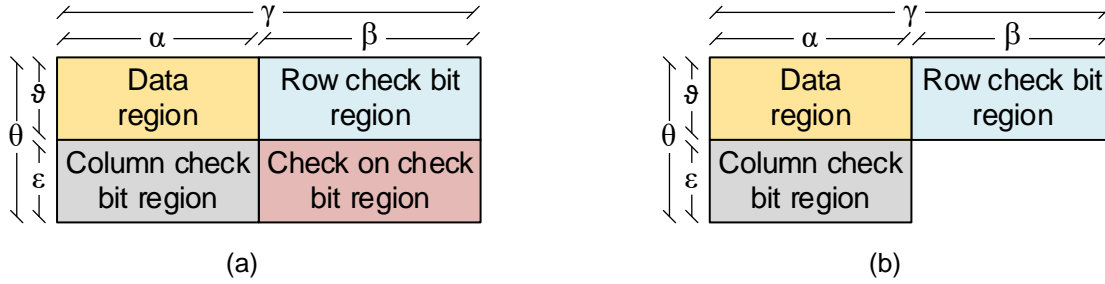 γ
α β
θ ϑ Data region Row check bit region
ε Column check bit region Check on check bit region
(a)
γ
α β
θ ϑ Data region Row check bit region
ε Column check bit region
(b)